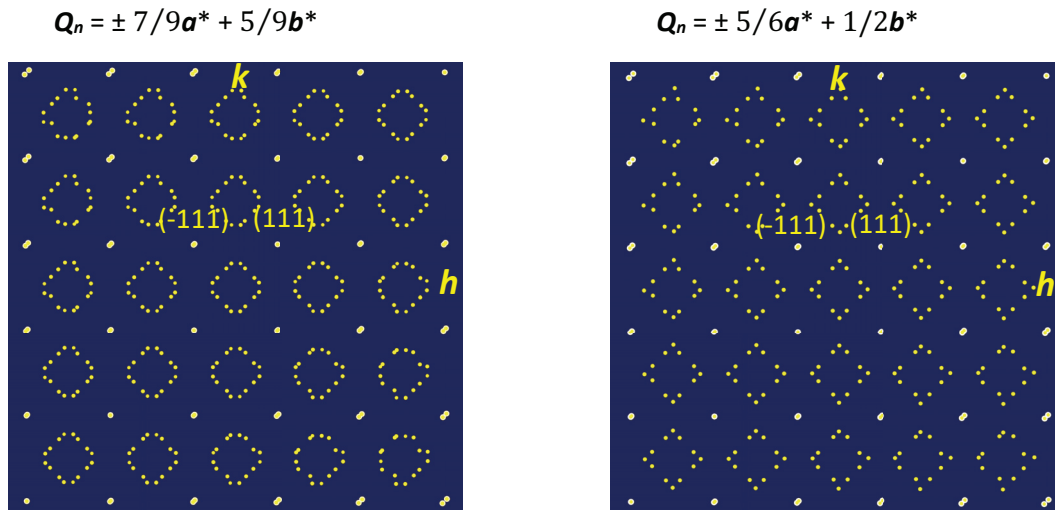 Qₙ = ± 7/9a* + 5/9b*
k
(-111) (111)
h
Qₙ = ± 5/6a* + 1/2b*
k
(-111) (111)
h